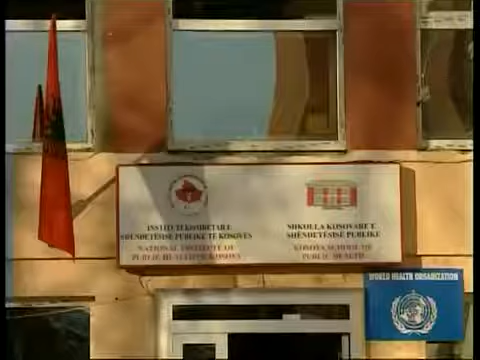 INSTITUTI KOMBËTAR I
SHËNDETËSISË PUBLIKE TË KOSOVËS
NATIONAL INSTITUTE OF
PUBLIC HEALTH OF KOSOVA
SHKOLLA KOSOVARE E
SHËNDETËSISË PUBLIKE
KOSOVA SCHOOL OF
PUBLIC HEALTH
WORLD HEALTH ORGANIZATION